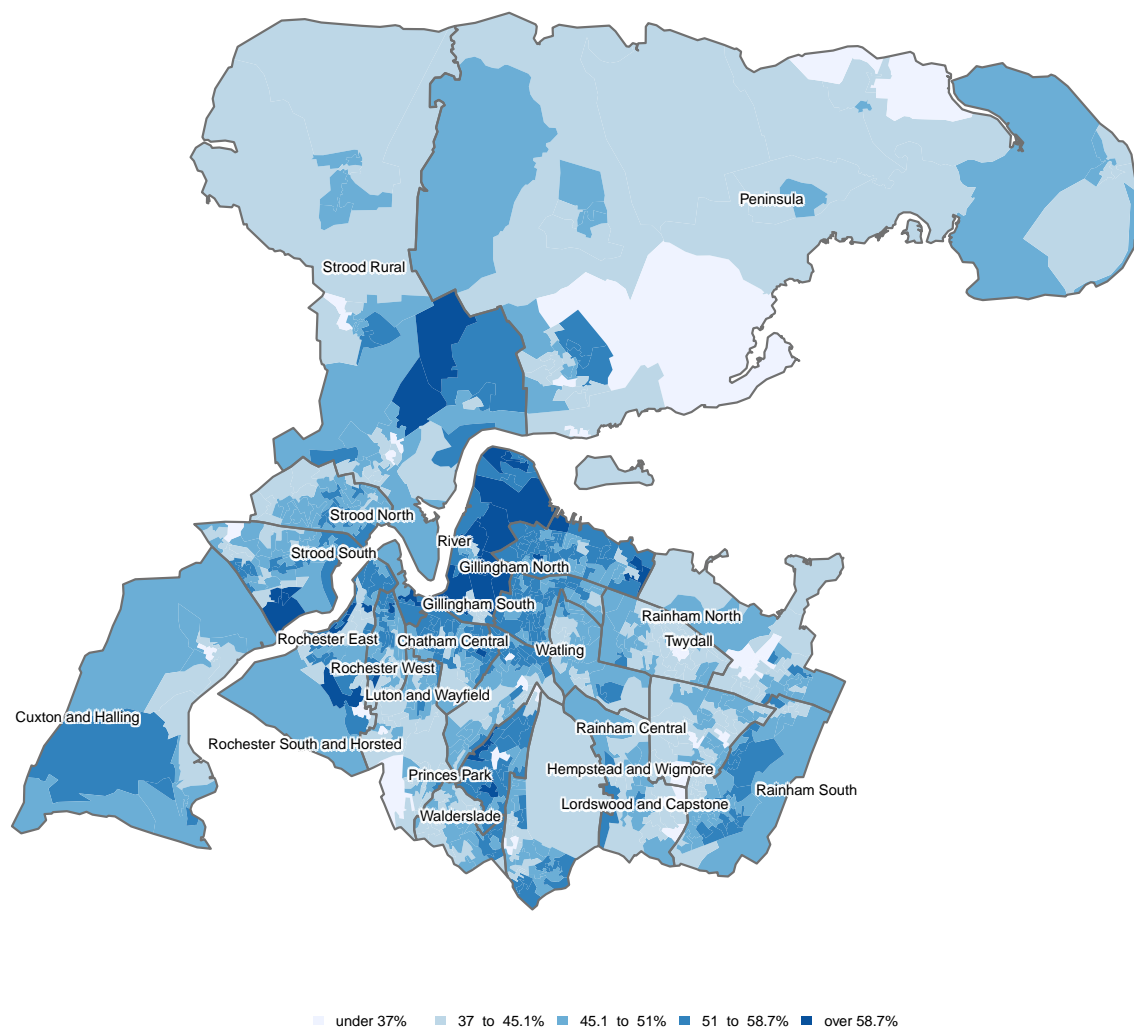 Peninsula
Strood Rural
Strood North
River
Strood South
Gillingham North
Gillingham South
Rainham North
Rochester East
Chatham Central
Twydall
Watling
Rochester West
Luton and Wayfield
Cuxton and Halling
Rainham Central
Rochester South and Horsted
Hempstead and Wigmore
Princes Park
Rainham South
Lordswood and Capstone
Walderslade
under 37% 37 to 45.1% 45.1 to 51% 51 to 58.7% over 58.7%